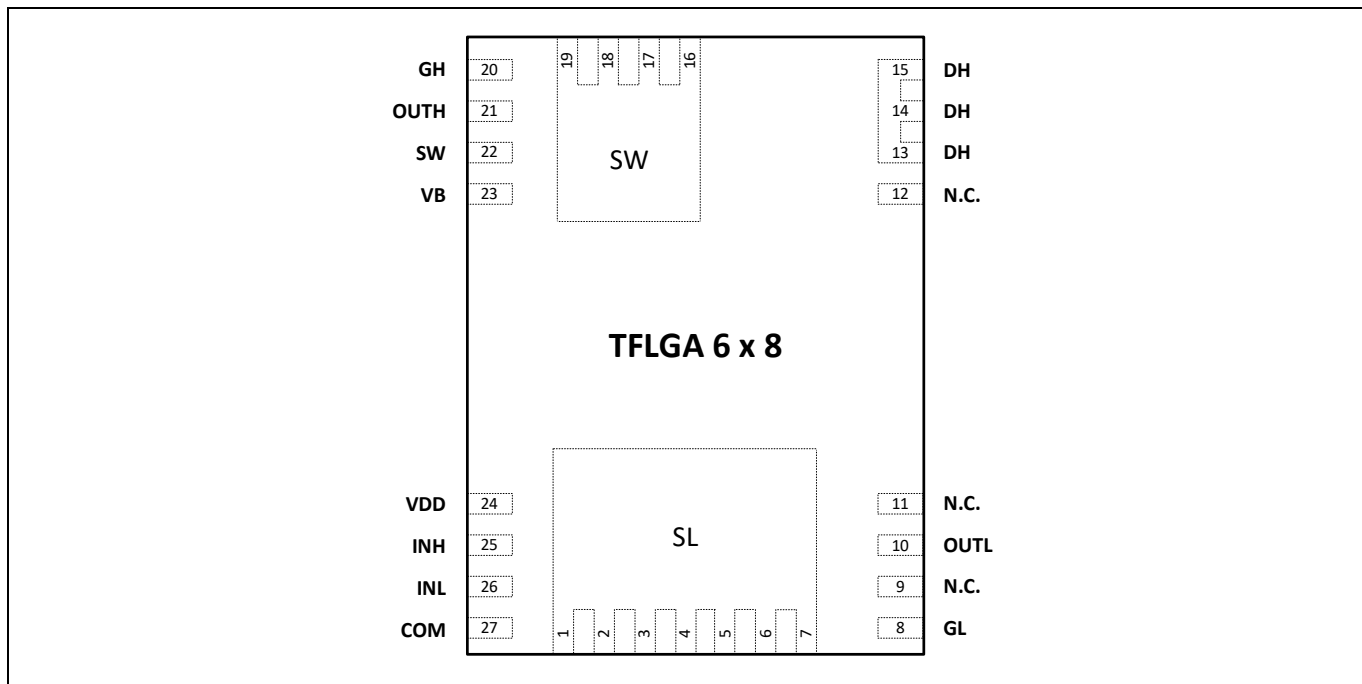 19 18 17 16
GH 20
OUTH 21
SW 22
VB 23
SW
15 DH
14 DH
13 DH
12 N.C.
TFLGA 6 x 8
VDD 24
INH 25
INL 26
COM 27
SL
11 N.C.
10 OUTL
9 N.C.
8 GL
1 2 3 4 5 6 7